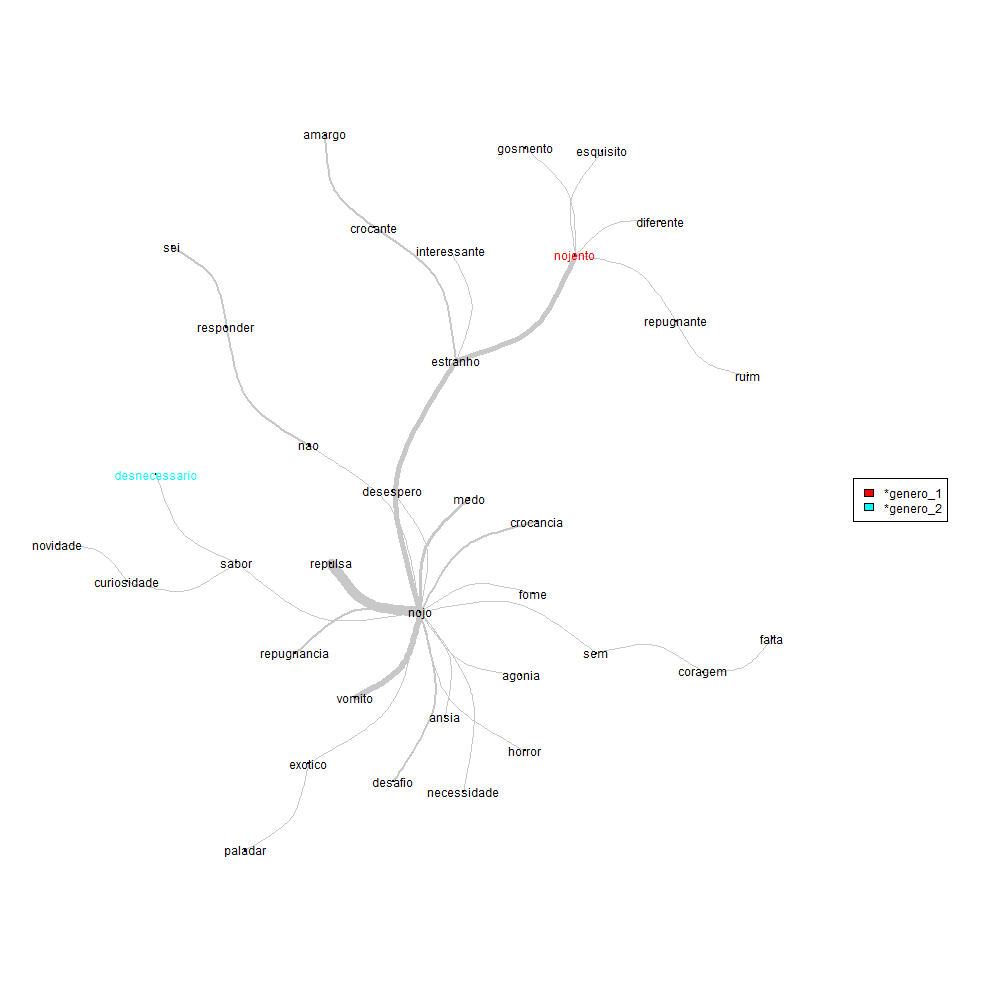 amargo
gosmento
esquisito
diferente
crocante
sei
interessante
nojento
repugnante
responder
estranho
ruim
nao
desnecessario
desespero
medo
*genero_1
*genero_2
crocancia
novidade
sabor
repulsa
curiosidade
fome
nojo
falta
repugnancia
sem
coragem
agonia
vomito
ansia
horror
exotico
desafio
necessidade
paladar